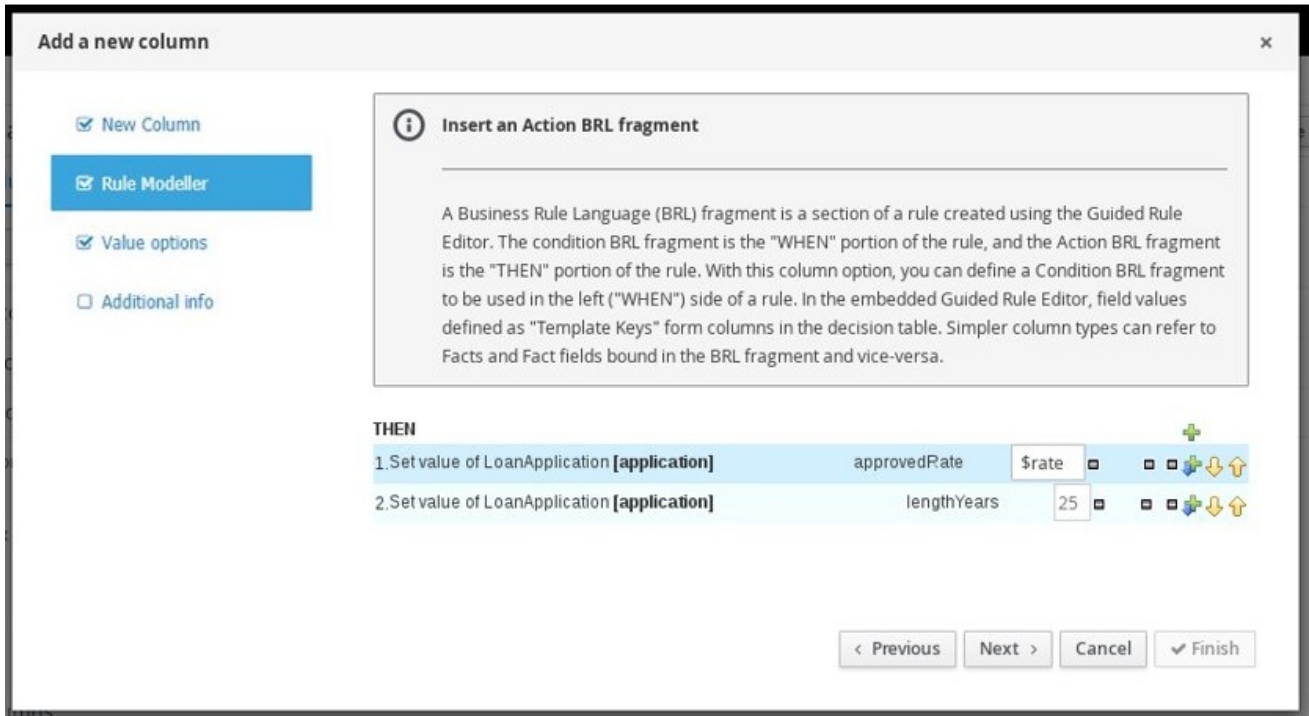 Add a new column
×
New Column
Rule Modeller
Value options
Additional info
Insert an Action BRL fragment
A Business Rule Language (BRL) fragment is a section of a rule created using the Guided Rule
Editor. The condition BRL fragment is the "WHEN" portion of the rule, and the Action BRL fragment
is the "THEN" portion of the rule. With this column option, you can define a Condition BRL fragment
to be used in the left ("WHEN") side of a rule. In the embedded Guided Rule Editor, field values
defined as "Template Keys" form columns in the decision table. Simpler column types can refer to
Facts and Fact fields bound in the BRL fragment and vice-versa.
THEN
1.Set value of LoanApplication [application] approvedRate $rate
2.Set value of LoanApplication [application] lengthYears 25
< Previous Next > Cancel Finish